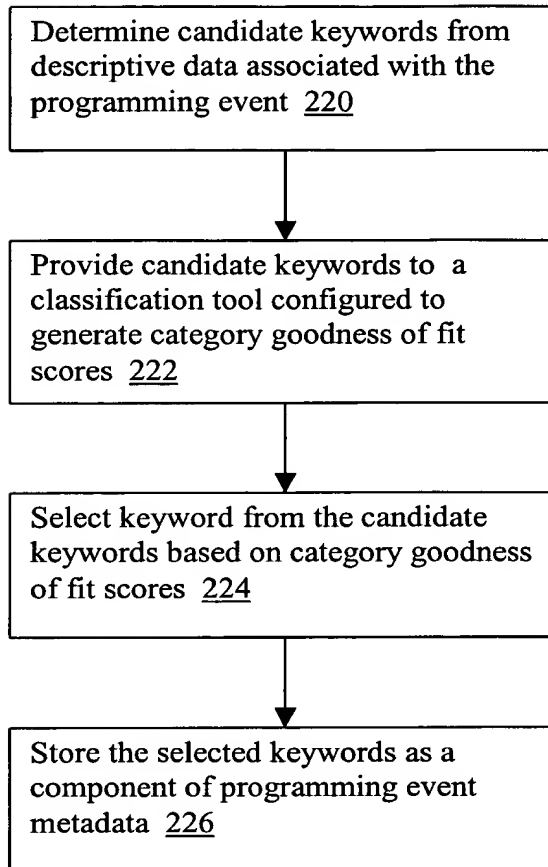 Determine candidate keywords from
descriptive data associated with the
programming event 220
Provide candidate keywords to a
classification tool configured to
generate category goodness of fit
scores 222
Select keyword from the candidate
keywords based on category goodness
of fit scores 224
Store the selected keywords as a
component of programming event
metadata 226